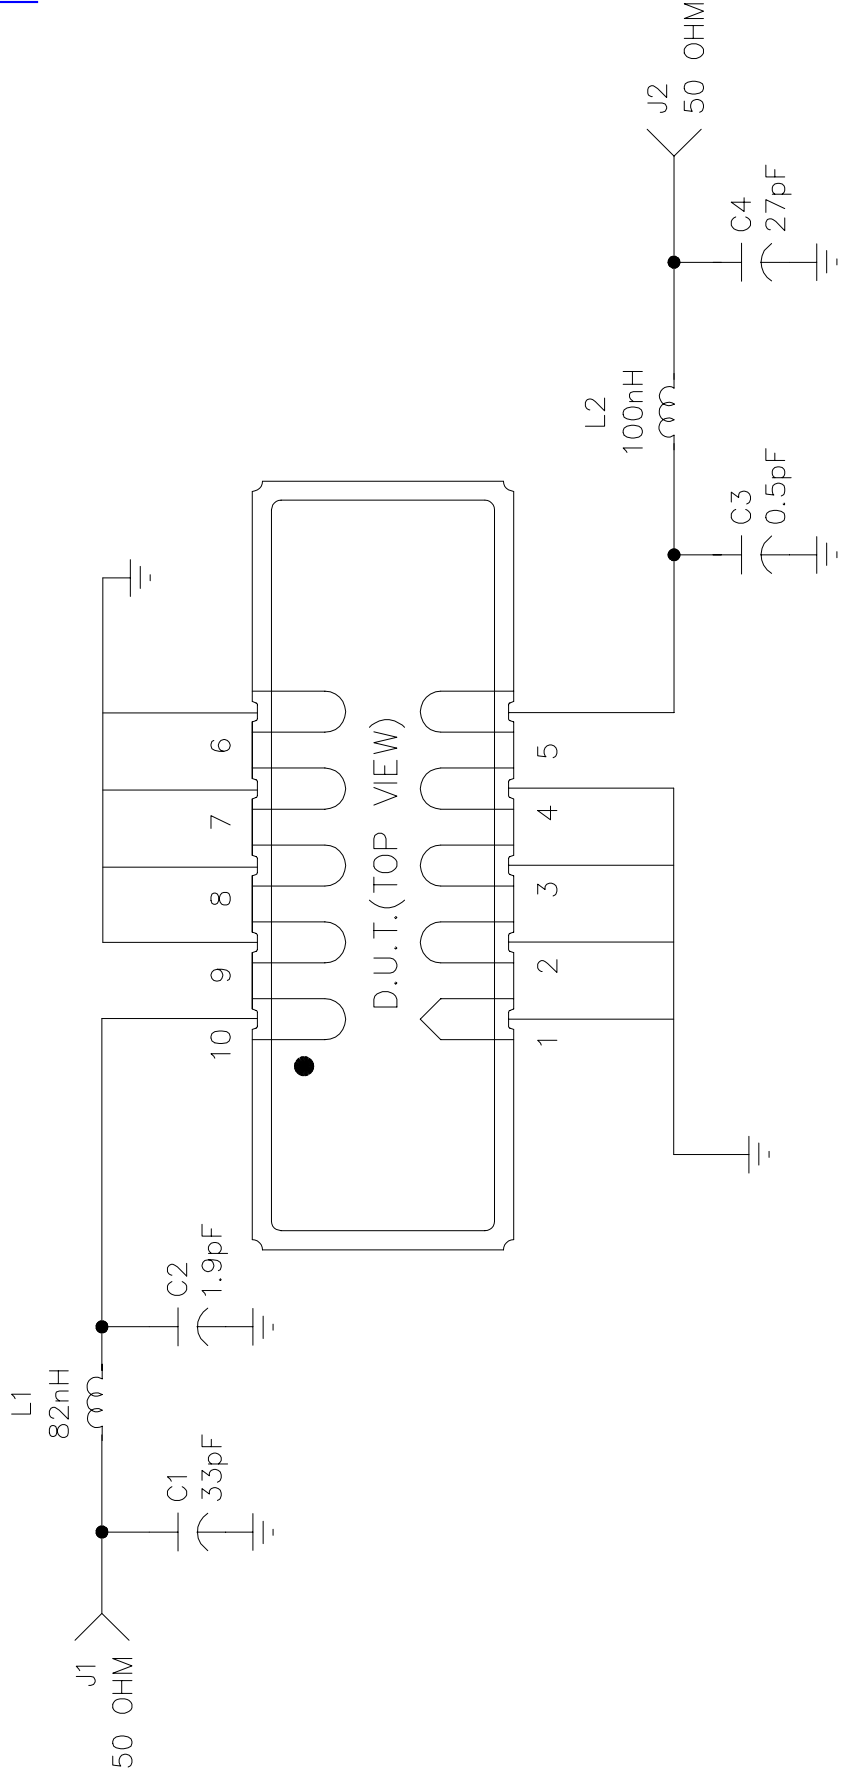 J1
50 OHM
C1
33pF
L1
82nH
C2
1.9pF
10
9
8
7
6
D.U.T.(TOP VIEW)
1
2
3
4
5
C3
0.5pF
L2
100nH
C4
27pF
J2
50 OHM